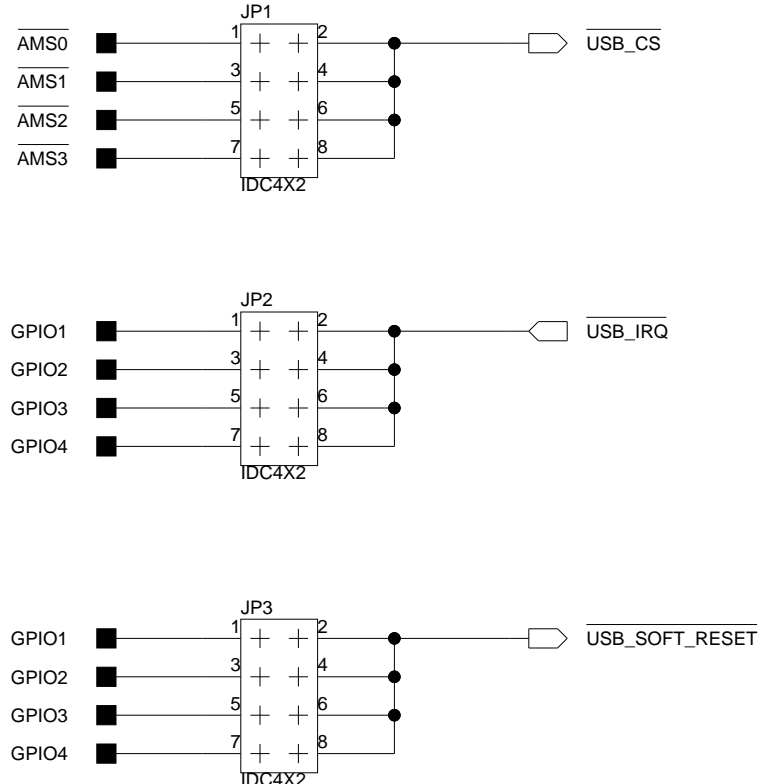 JP1
AMS0 1 2 USB_CS
AMS1 3 4
AMS2 5 6
AMS3 7 8
IDC4X2
JP2
GPIO1 1 2 USB_IRQ
GPIO2 3 4
GPIO3 5 6
GPIO4 7 8
IDC4X2
JP3
GPIO1 1 2 USB_SOFT_RESET
GPIO2 3 4
GPIO3 5 6
GPIO4 7 8
IDC4X2